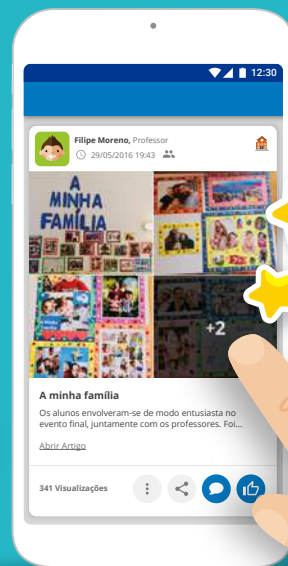 12:30
Filipe Moreno, Professor
29/05/2016 19:43
A
MINHA
FAMÍLIA
+2
A minha família
Os alunos envolveram-se de modo entusiasta no
evento final, juntamente com os professores. Foi...
Abrir Artigo
341 Visualizações